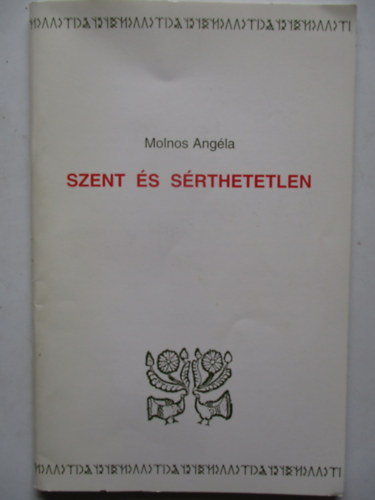 Molnos Angéla
SZENT ÉS SÉRTHETETLEN